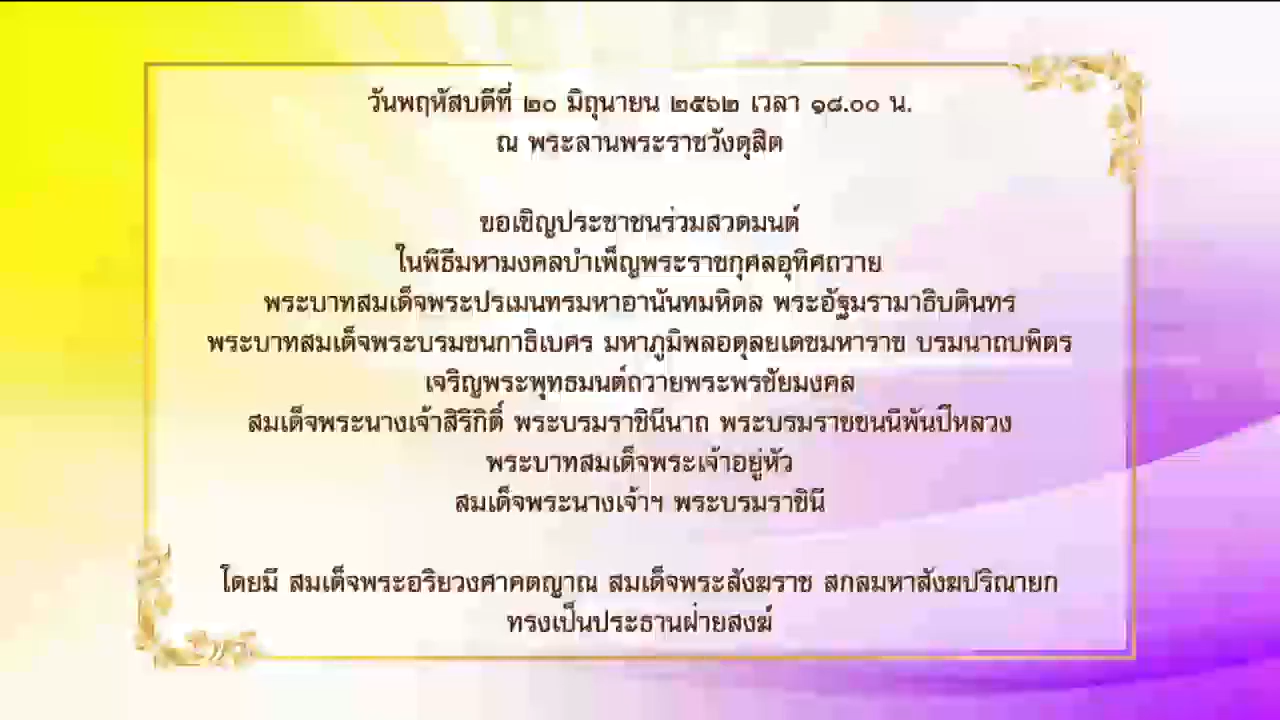 วันพฤหัสบดีที่ ๒๐ มิถุนายน ๒๕๖๒ เวลา ๑๘.๐๐ น.
ณ พระลานพระราชวังดุสิต
ขอเชิญประชาชนร่วมสวดมนต์
ในพิธีมหามงคลบำเพ็ญพระราชกุศลอุทิศถวาย
พระบาทสมเด็จพระปรเมนทรมหาอานันทมหิดล พระอัฐมรามาธิบดินทร
พระบาทสมเด็จพระบรมชนกาธิเบศร มหาภูมิพลอดุลยเดชมหาราช บรมนาถบพิตร
เจริญพระพุทธมนต์ถวายพระพรชัยมงคล
สมเด็จพระนางเจ้าสิริกิติ์ พระบรมราชินีนาถ พระบรมราชชนนีพันปีหลวง
พระบาทสมเด็จพระเจ้าอยู่หัว
สมเด็จพระนางเจ้าฯ พระบรมราชินี
โดยมี สมเด็จพระอริยวงศาคตญาณ สมเด็จพระสังฆราช สกลมหาสังฆปริณายก
ทรงเป็นประธานฝ่ายสงฆ์